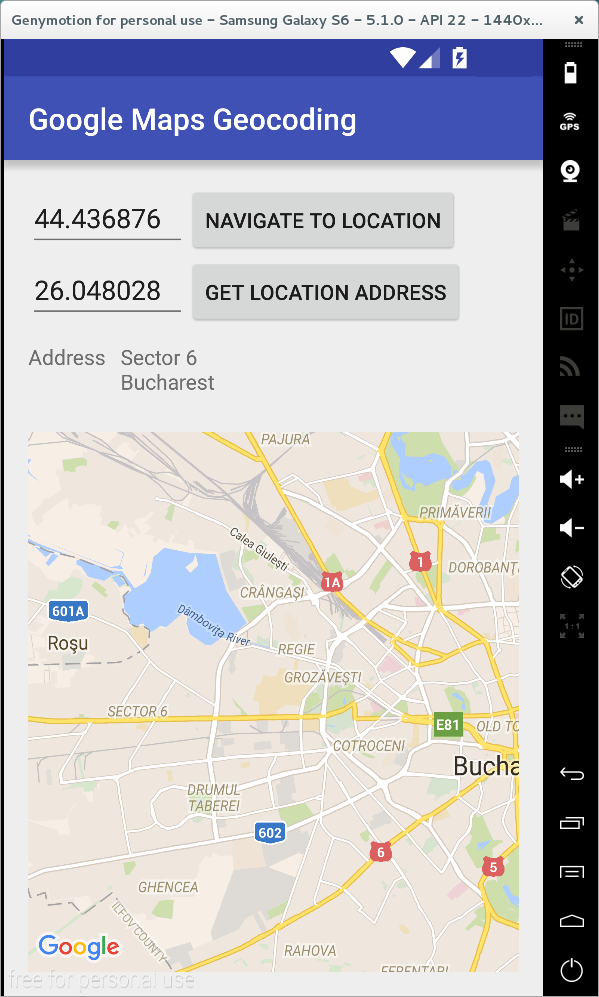 Genymotion for personal use – Samsung Galaxy S6 – 5.1.0 – API 22 – 1440x...
Google Maps Geocoding
GPS
44.436876
NAVIGATE TO LOCATION
26.048028
GET LOCATION ADDRESS
ID
Address Sector 6
Bucharest
PAJURA
PRIMĂVERII
Calea Giulești
1
DOROBANȚ
1A
CRÂNGAȘI
601A
Dâmbovița River
1:1
Roșu
REGIE
GROZĂVEȘTI
SECTOR 6
E81
OLD TO
COTROCENI
Bucha
DRUMUL
TABEREI
602
6
5
GHENCEA
ILFOV COUNTY
Google
RAHOVA
FERENTARI
free for personal use